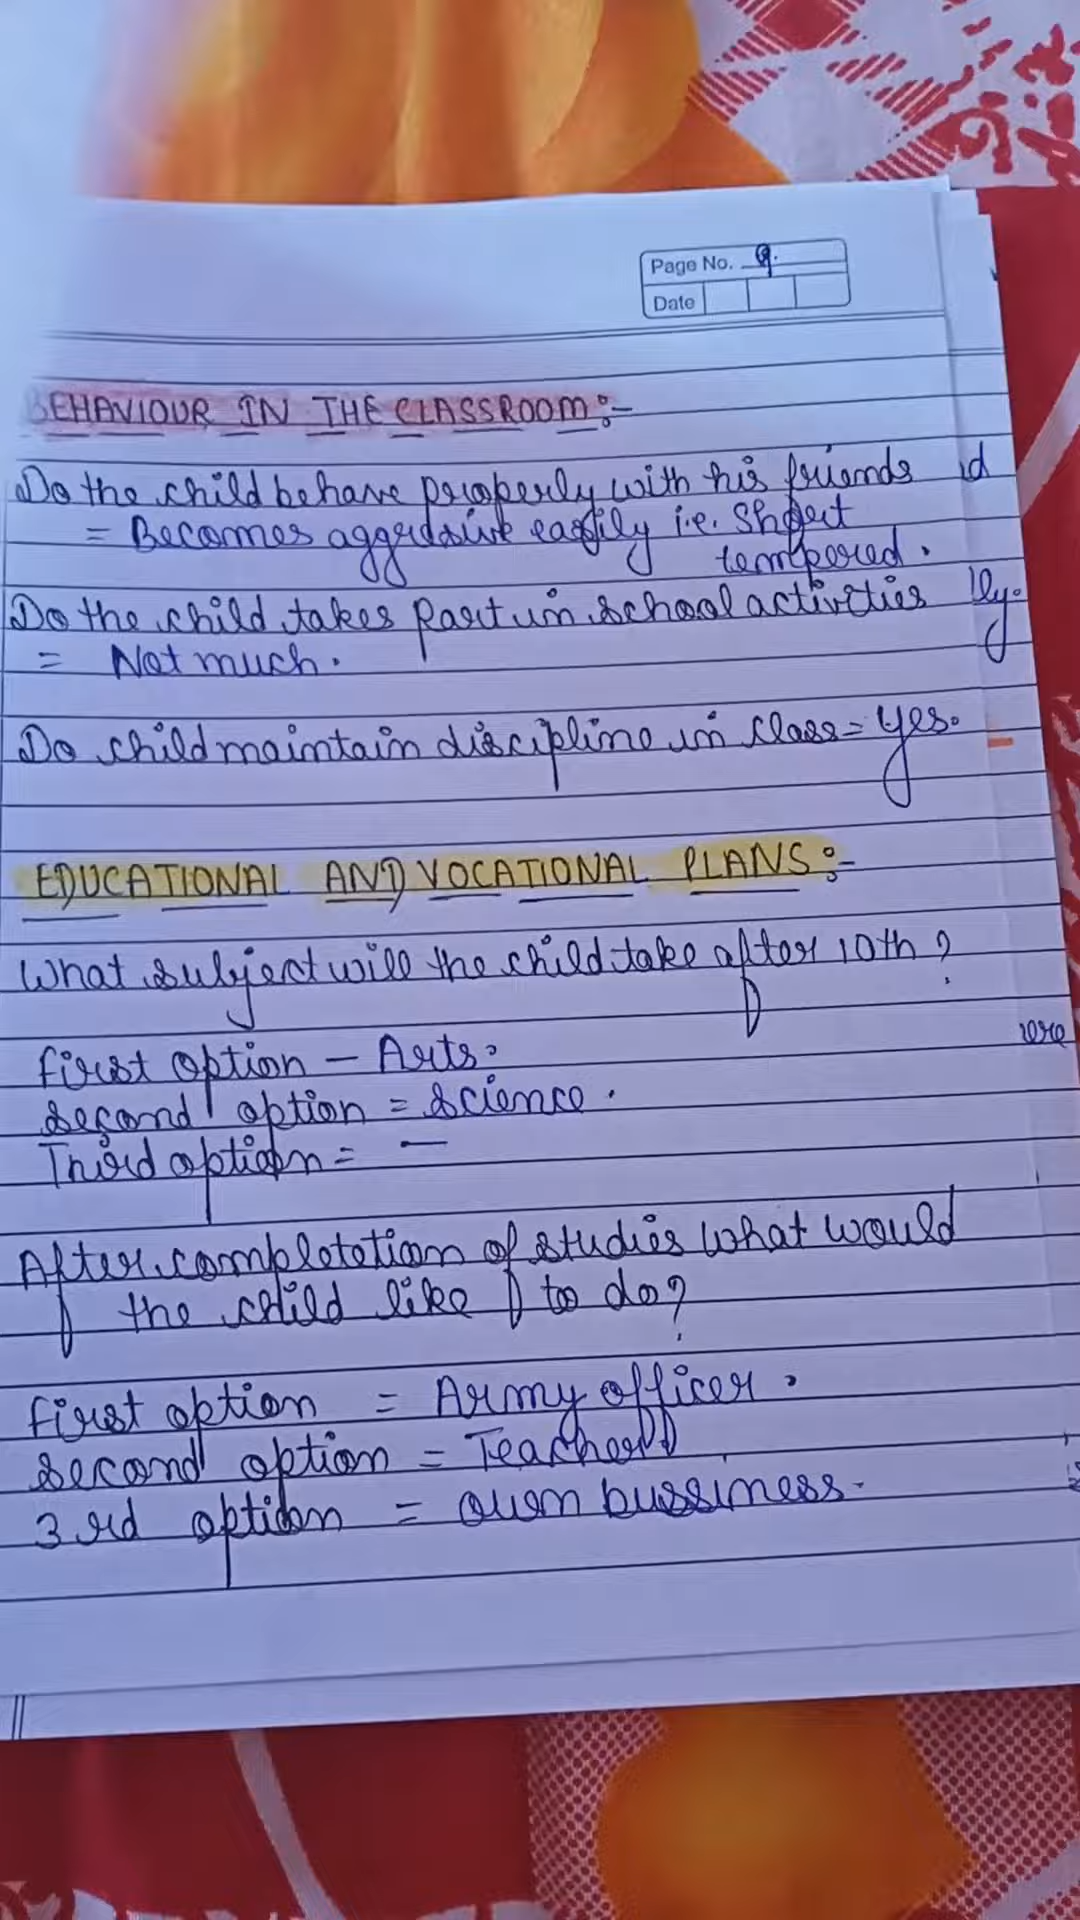 Page No. 9.
Date
BEHAVIOUR IN THE CLASSROOM:-
Do the child behave properly with his friends
= Becomes aggressive easily i.e. short
tempered.
Do the child takes part in school activities
= Not much.
Do child maintain discipline in class = yes.
EDUCATIONAL AND VOCATIONAL PLANS:-
What subject will the child take after 10th?
First option - Arts.
Second option = Science.
Third option = -
After completetion of studies what would
the child like to do?
First option = Army officer.
Second option = Teacher
3rd option = own bussiness.